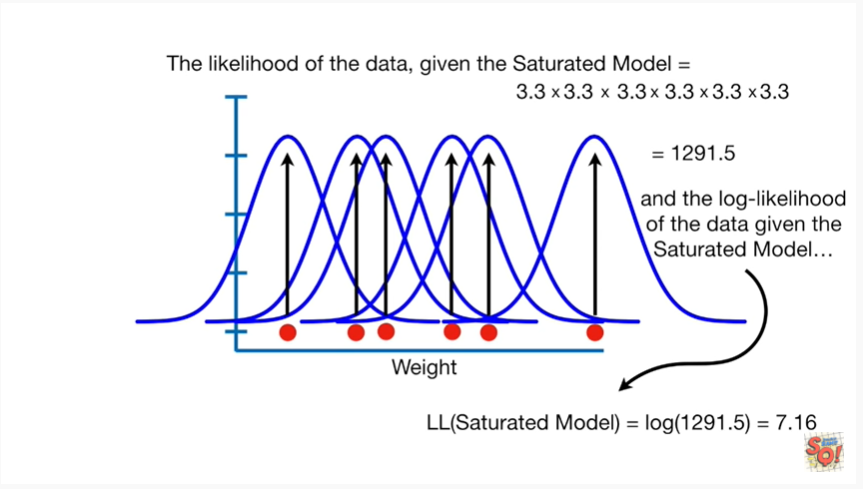 The likelihood of the data, given the Saturated Model =
3.3 x 3.3 x 3.3 x 3.3 x 3.3 x 3.3
= 1291.5
and the log-likelihood
of the data given the
Saturated Model...
Weight
LL(Saturated Model) = log(1291.5) = 7.16
SQ!